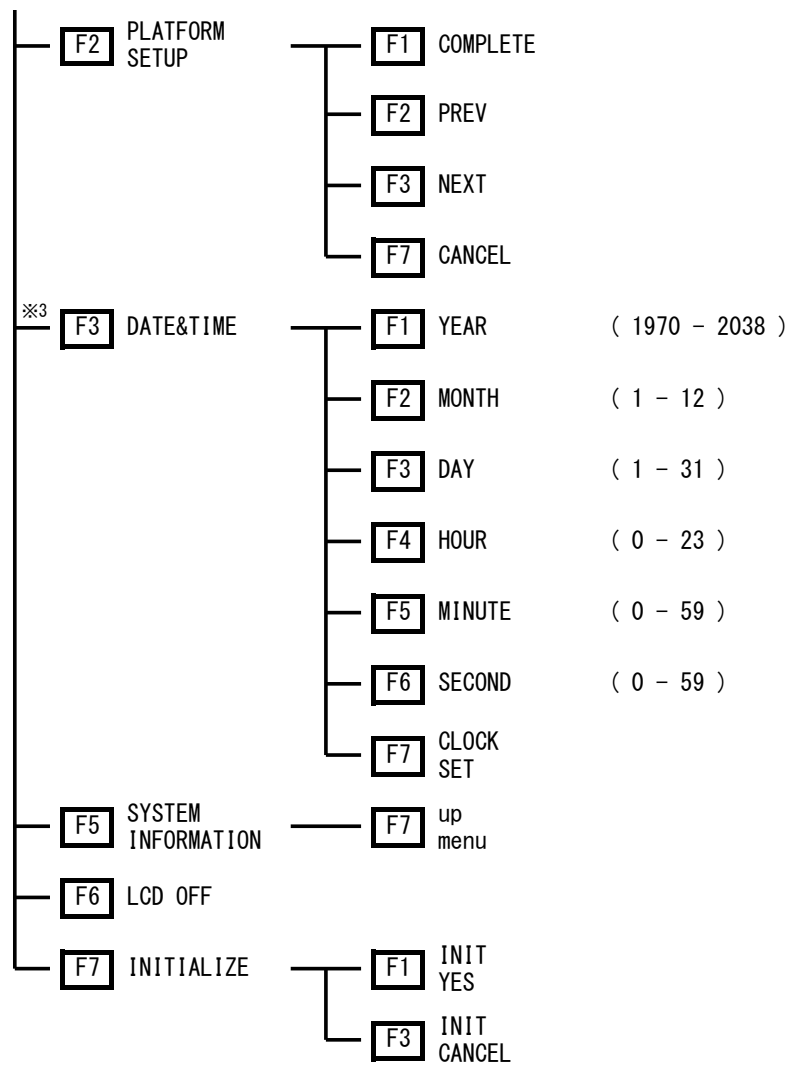 F2 PLATFORM SETUP F1 COMPLETE
F2 PREV
F3 NEXT
F7 CANCEL
※3 F3 DATE&TIME F1 YEAR ( 1970 - 2038 )
F2 MONTH ( 1 - 12 )
F3 DAY ( 1 - 31 )
F4 HOUR ( 0 - 23 )
F5 MINUTE ( 0 - 59 )
F6 SECOND ( 0 - 59 )
F7 CLOCK SET
F5 SYSTEM INFORMATION F7 up menu
F6 LCD OFF
F7 INITIALIZE F1 INIT YES
F3 INIT CANCEL